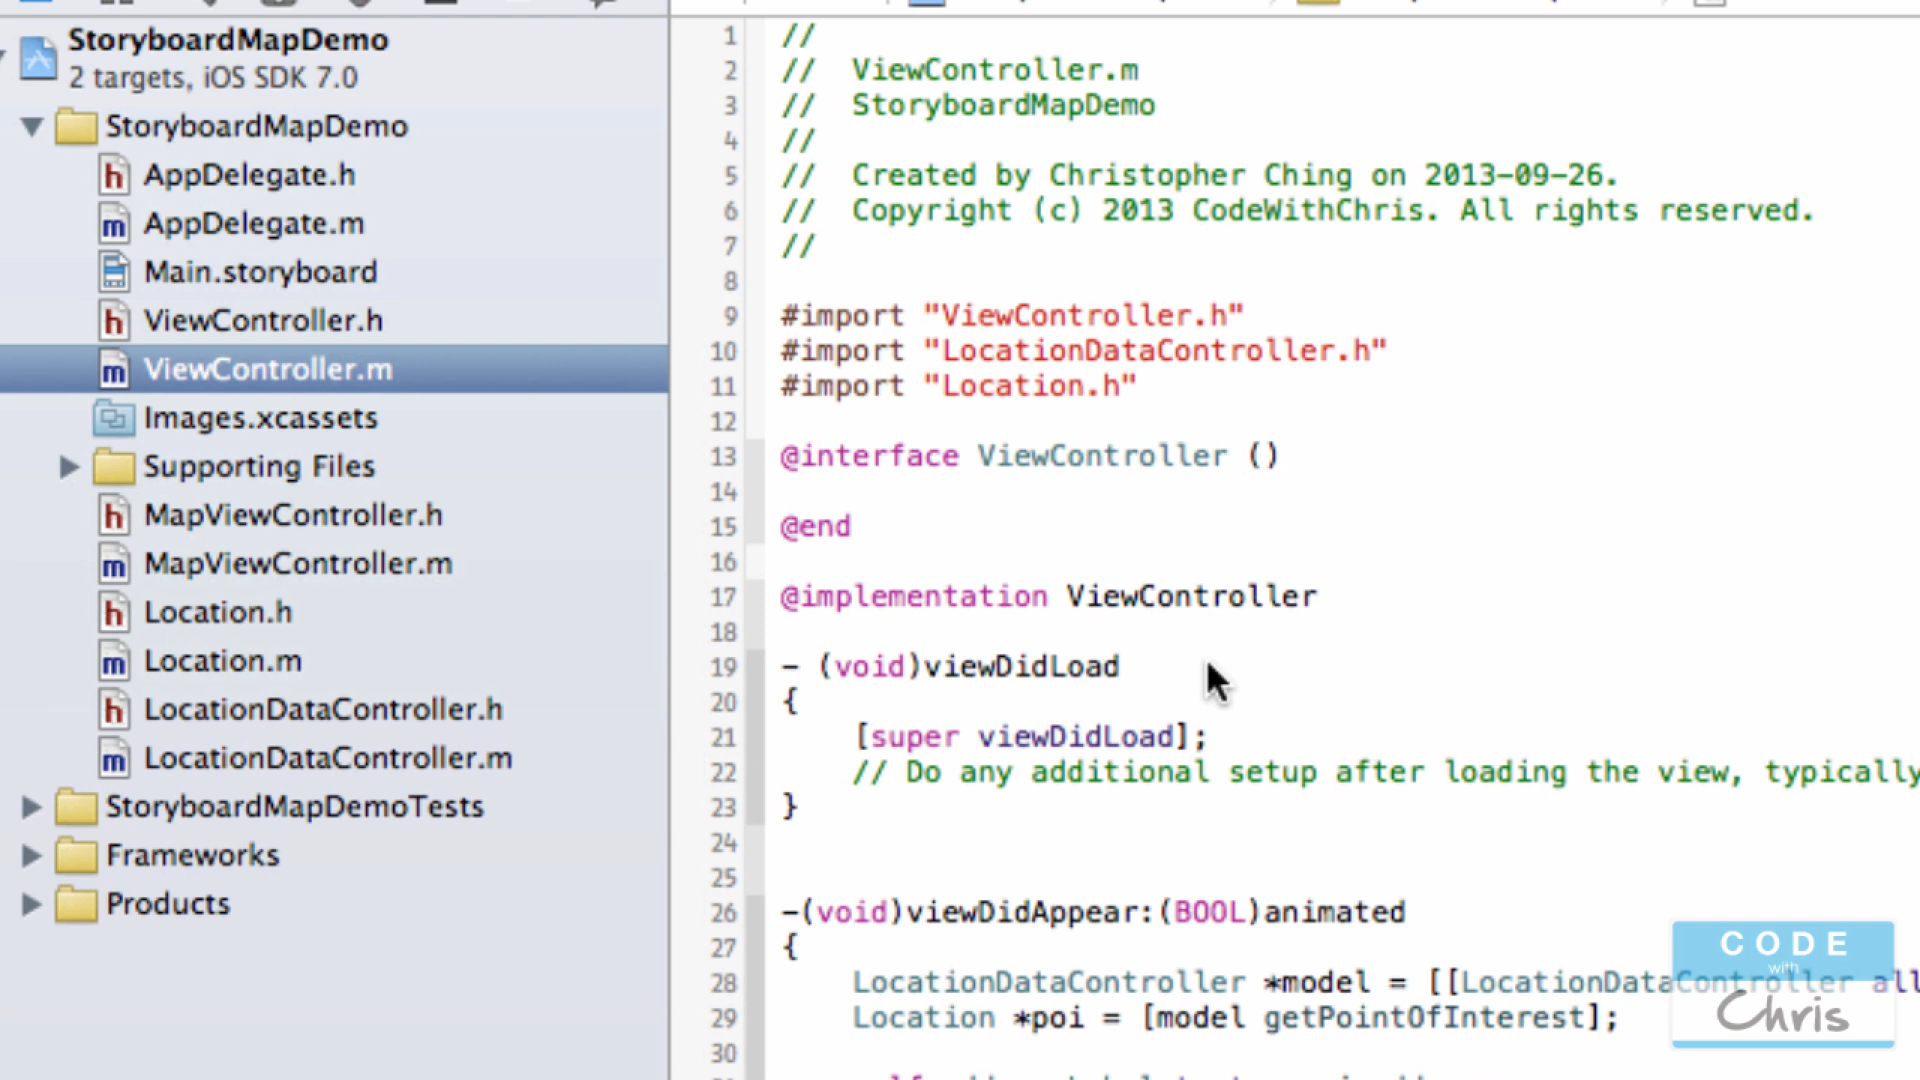 StoryboardMapDemo
2 targets, iOS SDK 7.0
StoryboardMapDemo
h AppDelegate.h
m AppDelegate.m
Main.storyboard
h ViewController.h
m ViewController.m
Images.xcassets
Supporting Files
h MapViewController.h
m MapViewController.m
h Location.h
m Location.m
h LocationDataController.h
m LocationDataController.m
StoryboardMapDemoTests
Frameworks
Products
1 //
2 //  ViewController.m
3 //  StoryboardMapDemo
4 //
5 //  Created by Christopher Ching on 2013-09-26.
6 //  Copyright (c) 2013 CodeWithChris. All rights reserved.
7 //
8
9 #import "ViewController.h"
10 #import "LocationDataController.h"
11 #import "Location.h"
12
13 @interface ViewController ()
14
15 @end
16
17 @implementation ViewController
18
19 - (void)viewDidLoad
20 {
21     [super viewDidLoad];
22     // Do any additional setup after loading the view, typically
23 }
24
25
26 -(void)viewDidAppear:(BOOL)animated
27 {
28     LocationDataController *model = [[LocationDataController all
29     Location *poi = [model getPointOfInterest];
30
CODE
with
Chris